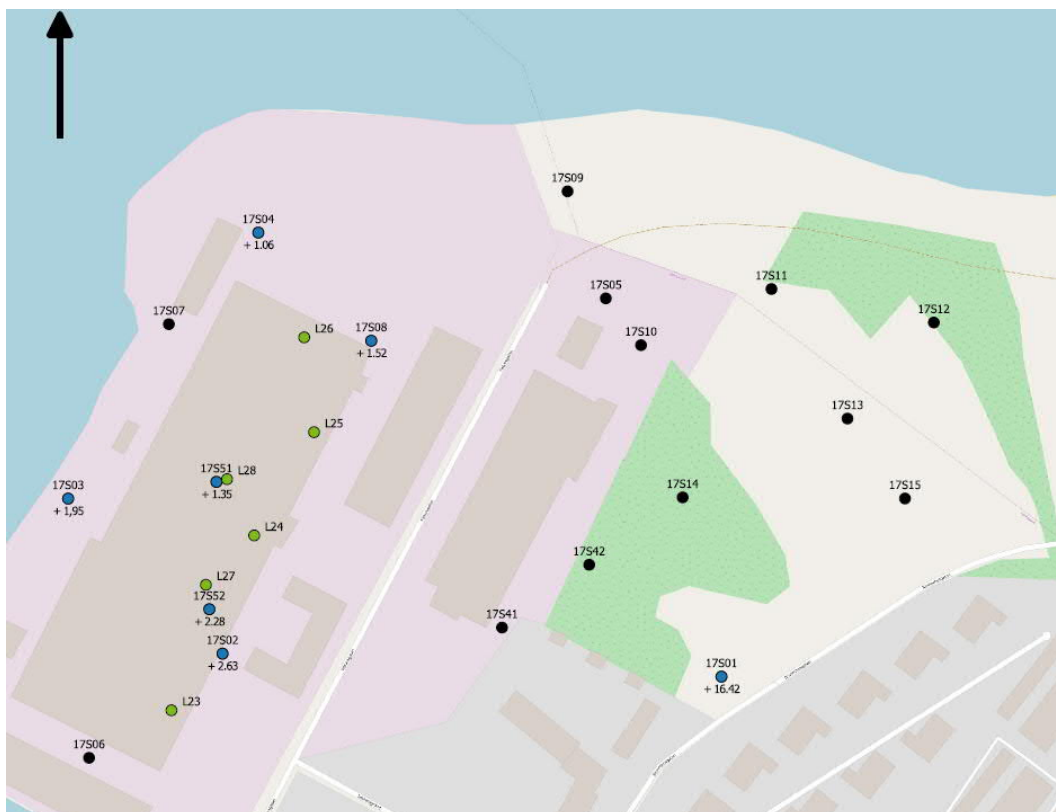 17S09
17S04
+ 1.06
17S11
17S05
17S07
L26
17S08
+ 1.52
17S12
17S10
17S13
L25
17S51
L28
+ 1.35
17S03
+ 1,95
17S14
17S15
L24
17S42
L27
17S52
+ 2.28
17S41
17S02
+ 2.63
17S01
+ 16.42
L23
17S06